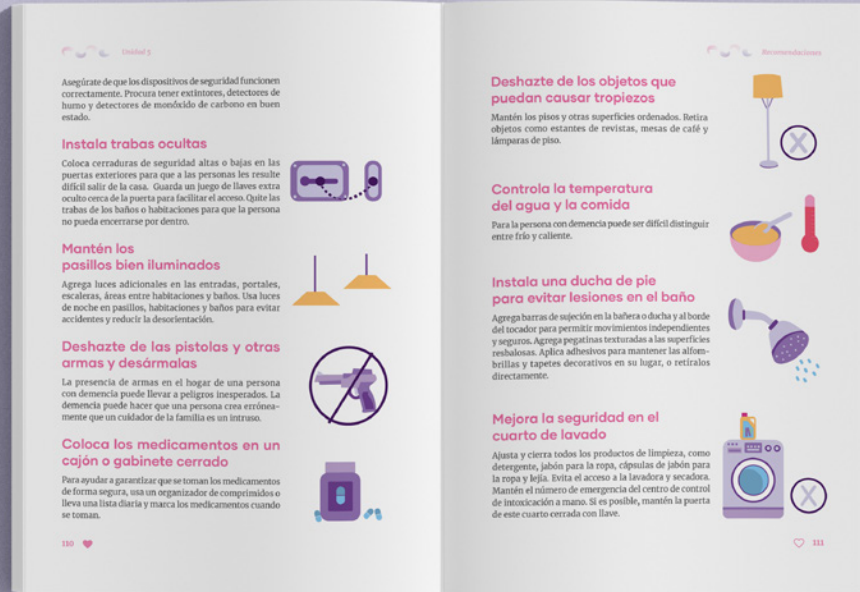 Unidad 5
Asegúrate de que los dispositivos de seguridad funcionen
correctamente. Procura tener extintores, detectores de
humo y detectores de monóxido de carbono en buen
estado.
Instala trabas ocultas
Coloca cerraduras de seguridad altas o bajas en las
puertas exteriores para que a las personas les resulte
difícil salir de la casa. Guarda un juego de llaves extra
oculto cerca de la puerta para facilitar el acceso. Quite las
trabas de los baños o habitaciones para que la persona
no pueda encerrarse por dentro.
Mantén los
pasillos bien iluminados
Agrega luces adicionales en las entradas, portales,
escaleras, áreas entre habitaciones y baños. Usa luces
de noche en pasillos, habitaciones y baños para evitar
accidentes y reducir la desorientación.
Deshazte de las pistolas y otras
armas y desármalas
La presencia de armas en el hogar de una persona
con demencia puede llevar a peligros inesperados. La
demencia puede hacer que una persona crea errónea-
mente que un cuidador de la familia es un intruso.
Coloca los medicamentos en un
cajón o gabinete cerrado
Para ayudar a garantizar que se toman los medicamentos
de forma segura, usa un organizador de comprimidos o
lleva una lista diaria y marca los medicamentos cuando
se toman.
110
Recomendaciones
Deshazte de los objetos que
puedan causar tropiezos
Mantén los pisos y otras superficies ordenados. Retira
objetos como estantes de revistas, mesas de café y
lámparas de piso.
Controla la temperatura
del agua y la comida
Para la persona con demencia puede ser difícil distinguir
entre frío y caliente.
Instala una ducha de pie
para evitar lesiones en el baño
Agrega barras de sujeción en la bañera o ducha y al borde
del tocador para permitir movimientos independientes
y seguros. Agrega pegatinas texturadas a las superficies
resbalosas. Aplica adhesivos para mantener las alfom-
brillas y tapetes decorativos en su lugar, o retíralos
directamente.
Mejora la seguridad en el
cuarto de lavado
Ajusta y cierra todos los productos de limpieza, como
detergente, jabón para la ropa, cápsulas de jabón para
la ropa y lejía. Evita el acceso a la lavadora y secadora.
Mantén el número de emergencia del centro de control
de intoxicación a mano. Si es posible, mantén la puerta
de este cuarto cerrada con llave.
111